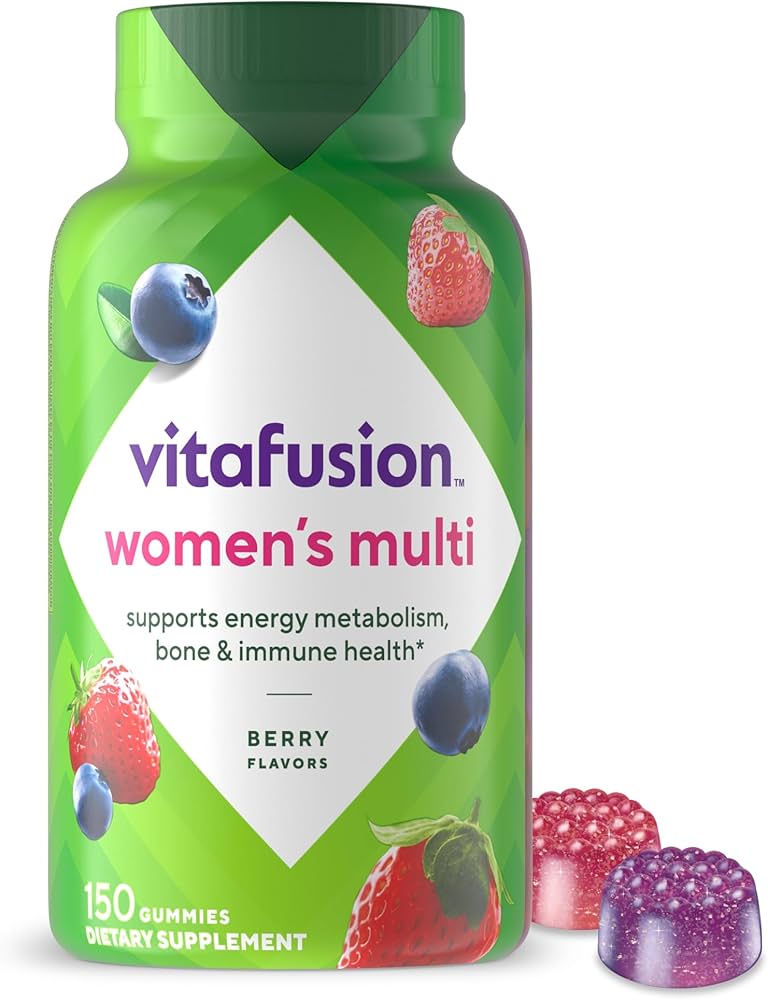 vitafusion™
women's multi
supports energy metabolism,
bone & immune health*
BERRY
FLAVORS
150 GUMMIES
DIETARY SUPPLEMENT